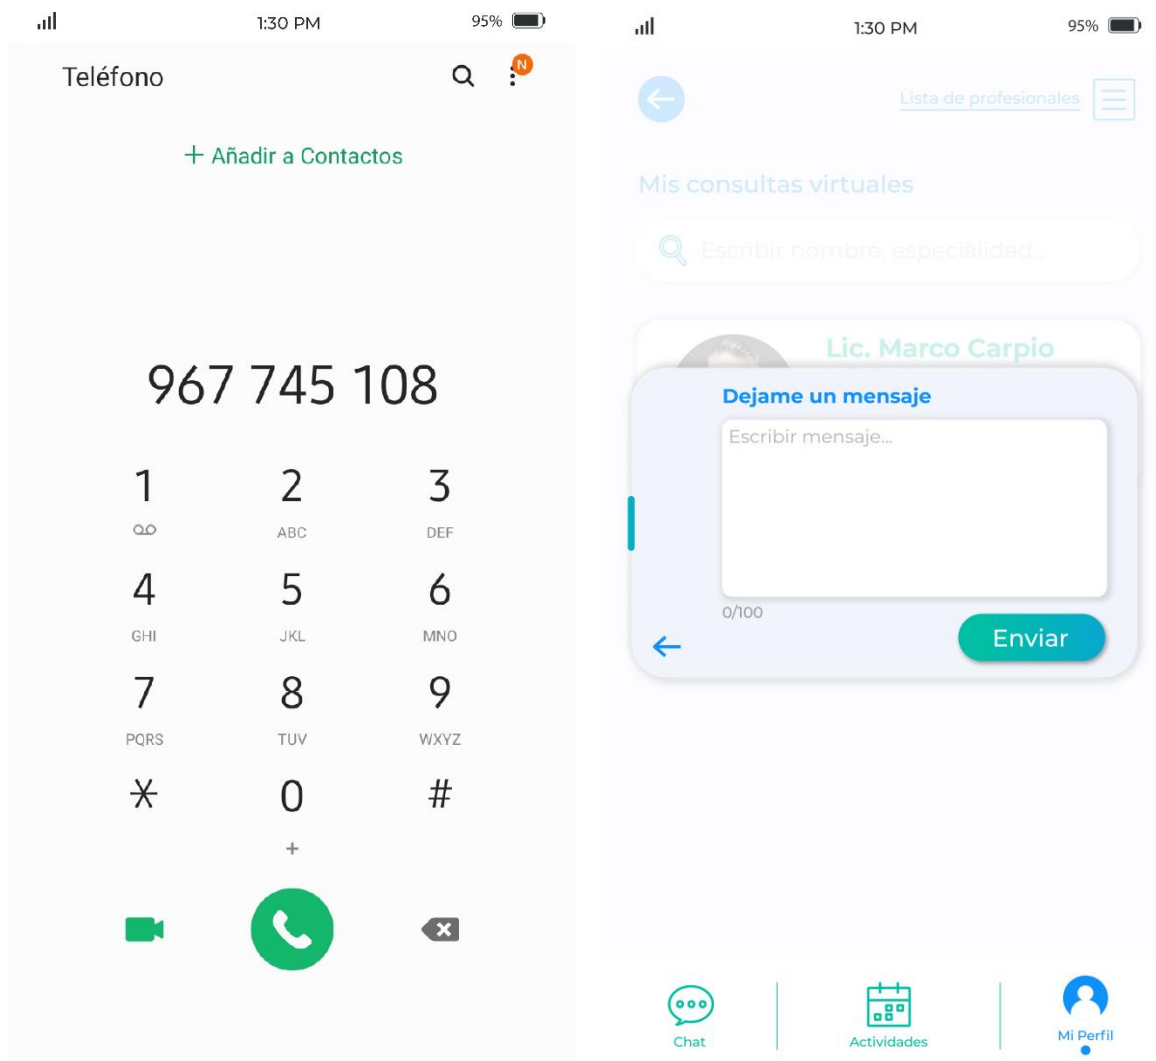 1:30 PM 95%
Teléfono
N
+ Añadir a Contactos
967 745 108
1 2 3
ABC DEF
4 5 6
GHI JKL MNO
7 8 9
PQRS TUV WXYZ
* 0 #
+
1:30 PM 95%
Lista de profesionales
Mis consultas virtuales
Escribir nombre, especialidad...
Lic. Marco Carpio
Dejame un mensaje
Escribir mensaje...
0/100
Enviar
Chat Actividades Mi Perfil